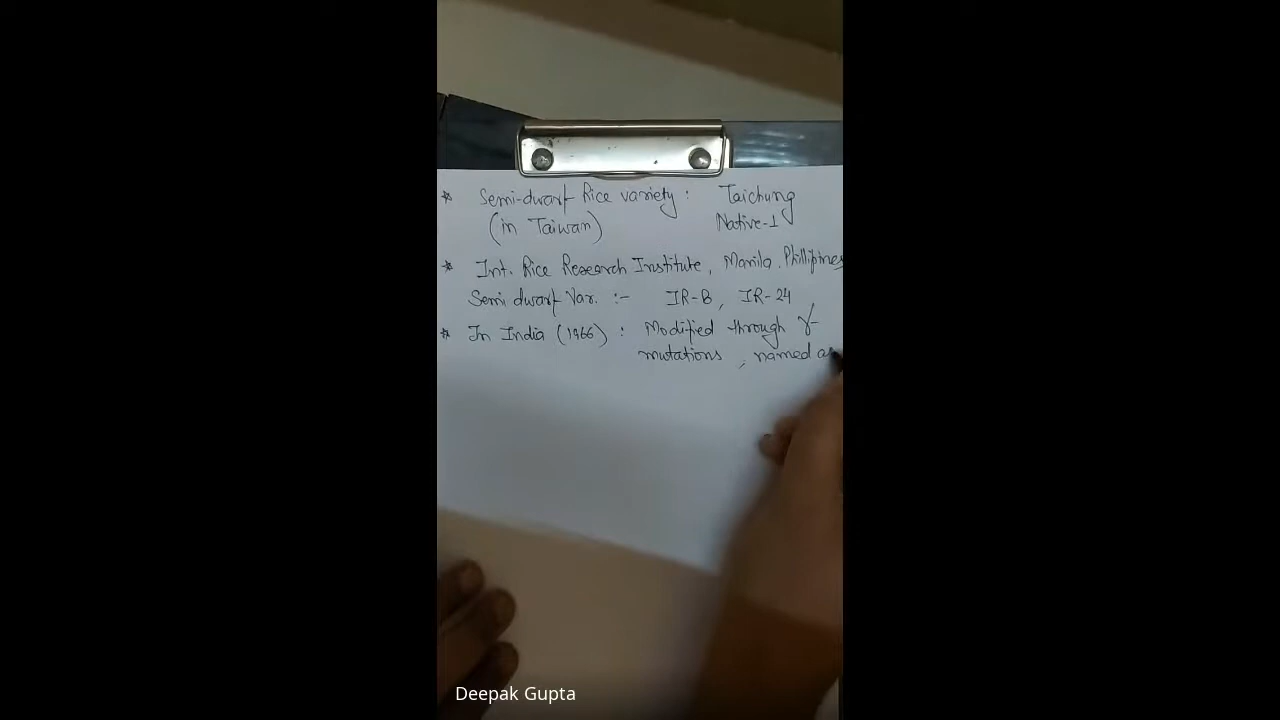 * Semi-dwarf Rice variety : Taichung
(in Taiwan) Native-1
* Int. Rice Research Institute, Manila. Phillipines
Semi dwarf Var. :- IR-8, IR-24
* In India (1966) : Modified through γ-
mutations, named as
Deepak Gupta